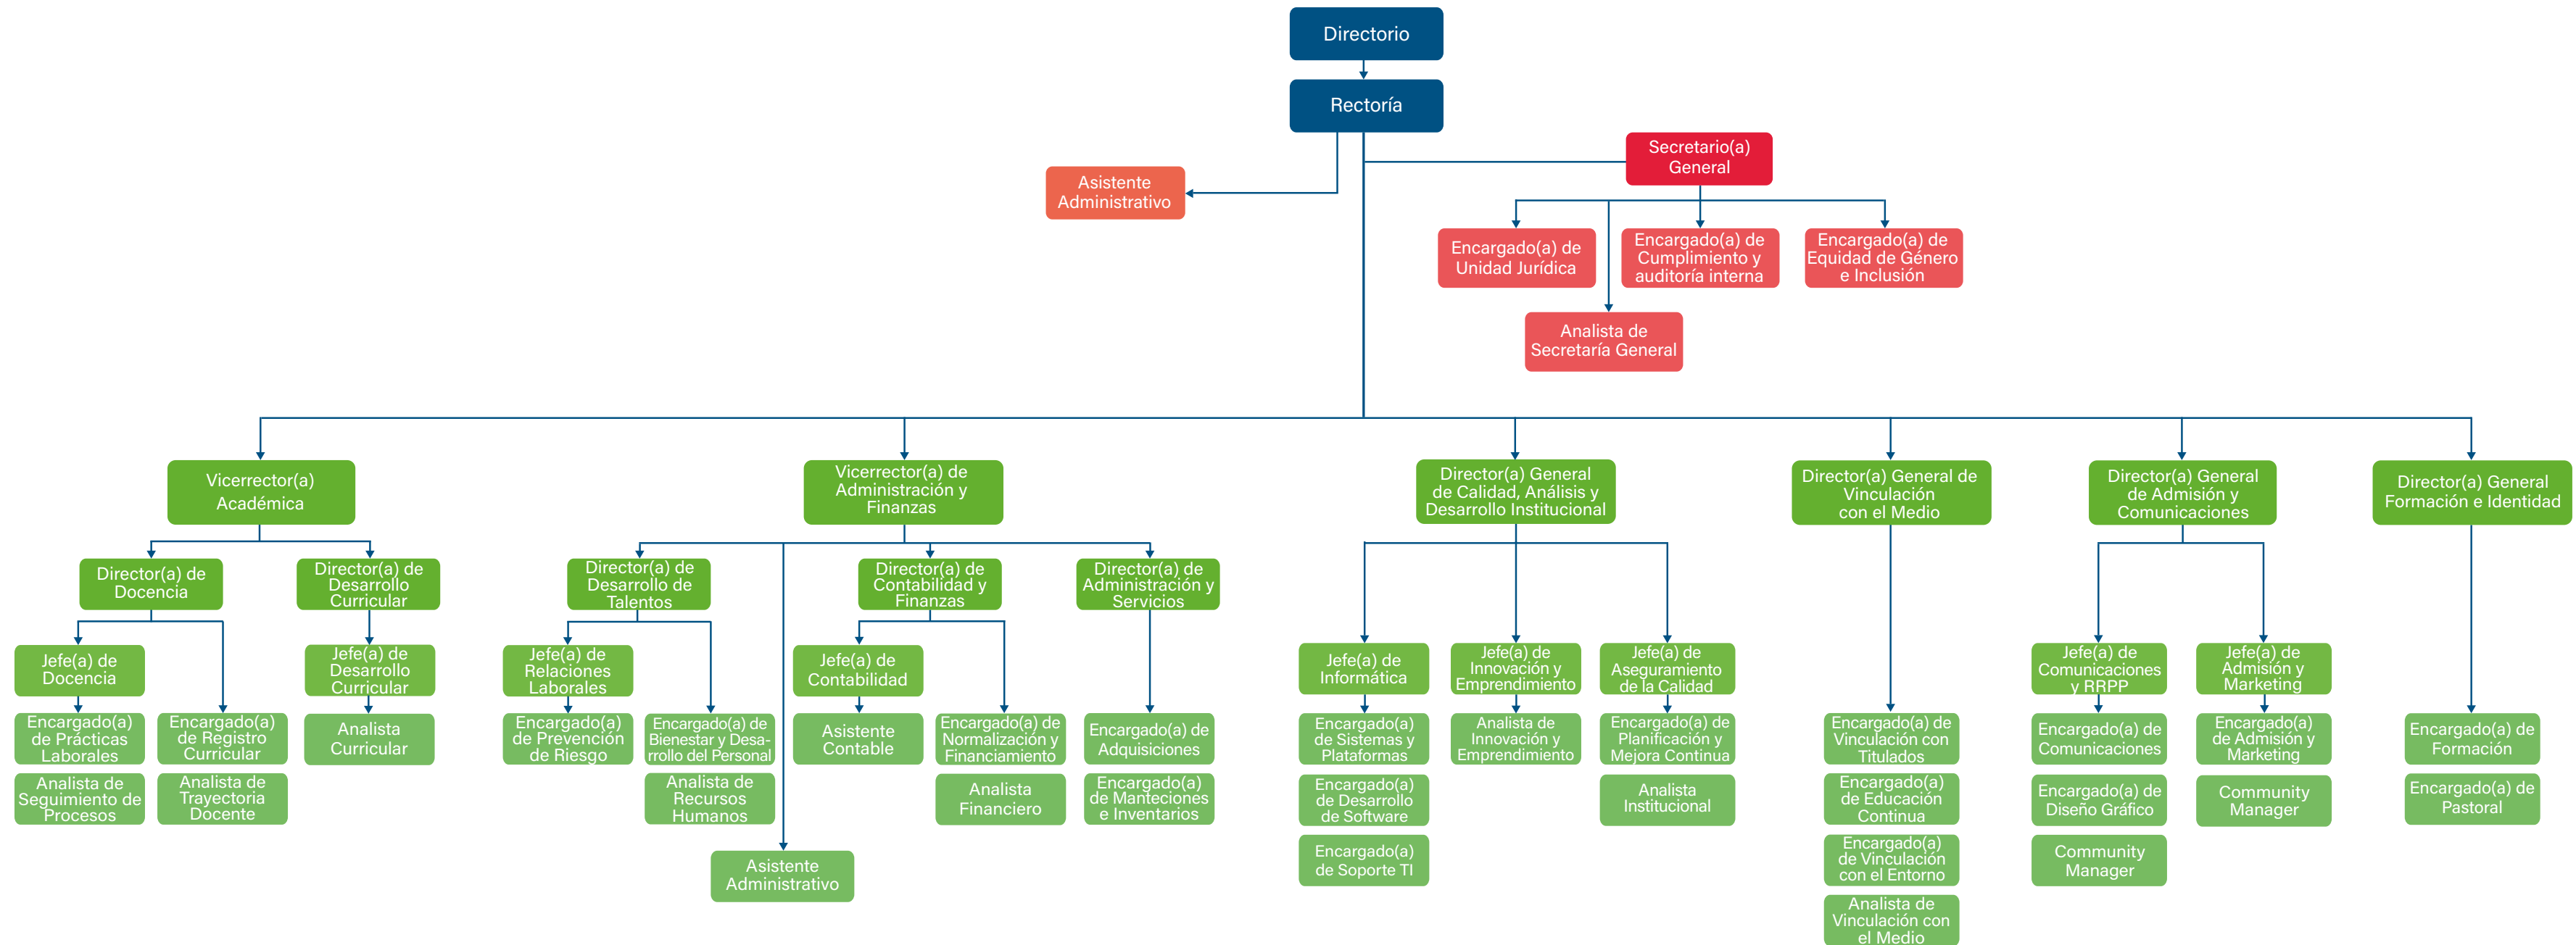 Directorio
Rectoría
Secretario(a)
General
Asistente
Administrativo
Encargado(a) de
Unidad Jurídica
Encargado(a) de
Cumplimiento y
auditoría interna
Encargado(a) de
Equidad de Género
e Inclusión
Analista de
Secretaría General
Vicerrector(a)
Académica
Vicerrector(a) de
Administración y
Finanzas
Director(a) General
de Calidad, Análisis y
Desarrollo Institucional
Director(a) General de
Vinculación
con el Medio
Director(a) General
de Admisión y
Comunicaciones
Director(a) General
Formación e Identidad
Director(a) de
Docencia
Director(a) de
Desarrollo
Curricular
Director(a) de
Desarrollo de
Talentos
Director(a) de
Contabilidad y
Finanzas
Director(a) de
Administración y
Servicios
Jefe(a) de
Docencia
Jefe(a) de
Desarrollo
Curricular
Jefe(a) de
Relaciones
Laborales
Jefe(a) de
Contabilidad
Jefe(a) de
Informática
Jefe(a) de
Innovación y
Emprendimiento
Jefe(a) de
Aseguramiento
de la Calidad
Jefe(a) de
Comunicaciones
y RRPP
Jefe(a) de
Admisión y
Marketing
Encargado(a)
de Prácticas
Laborales
Encargado(a)
de Registro
Curricular
Analista
Curricular
Encargado(a)
de Prevención
de Riesgo
Encargado(a) de
Bienestar y Desa-
rrollo del Personal
Asistente
Contable
Encargado(a) de
Normalización y
Financiamiento
Encargado(a) de
Adquisiciones
Encargado(a)
de Sistemas y
Plataformas
Analista de
Innovación y
Emprendimiento
Encargado(a) de
Planificación y
Mejora Continua
Encargado(a) de
Vinculación con
Titulados
Encargado(a) de
Comunicaciones
Encargado(a)
de Admisión y
Marketing
Encargado(a) de
Formación
Analista de
Seguimiento de
Procesos
Analista de
Trayectoria
Docente
Analista de
Recursos
Humanos
Analista
Financiero
Encargado(a)
de Manteciones
e Inventarios
Encargado(a)
de Desarrollo
de Software
Analista
Institucional
Encargado(a)
de Educación
Continua
Encargado(a) de
Diseño Gráfico
Community
Manager
Encargado(a) de
Pastoral
Asistente
Administrativo
Encargado(a)
de Soporte TI
Encargado(a)
de Vinculación
con el Entorno
Community
Manager
Analista de
Vinculación con
el Medio